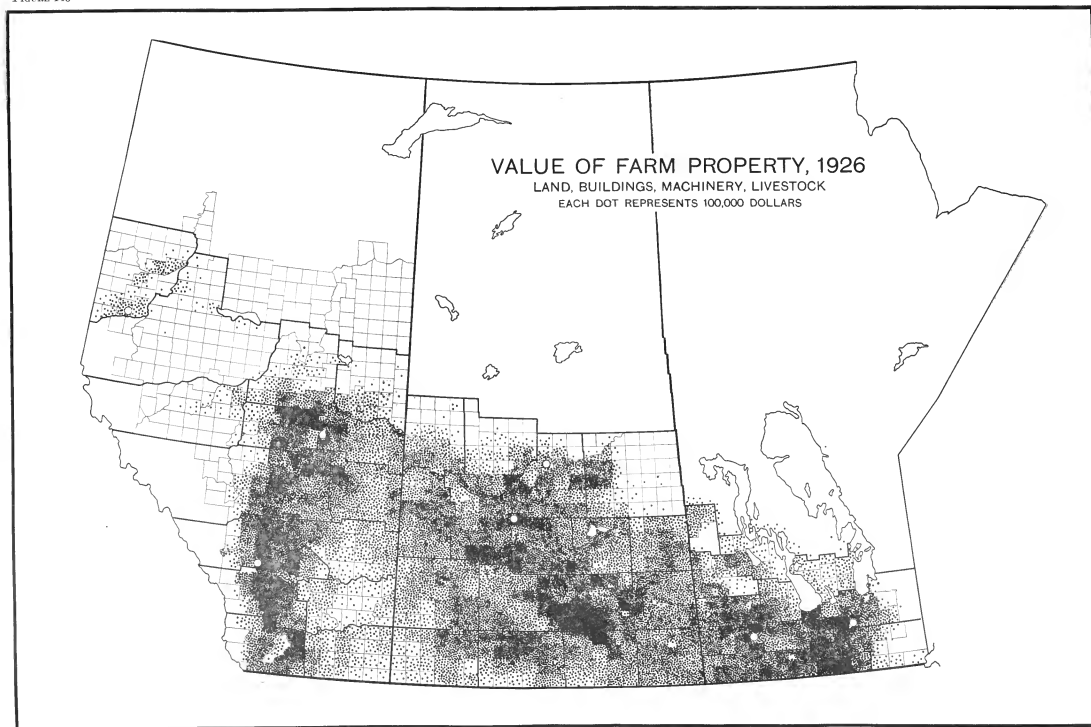 VALUE OF FARM PROPERTY, 1926
LAND, BUILDINGS, MACHINERY, LIVESTOCK
EACH DOT REPRESENTS 100,000 DOLLARS